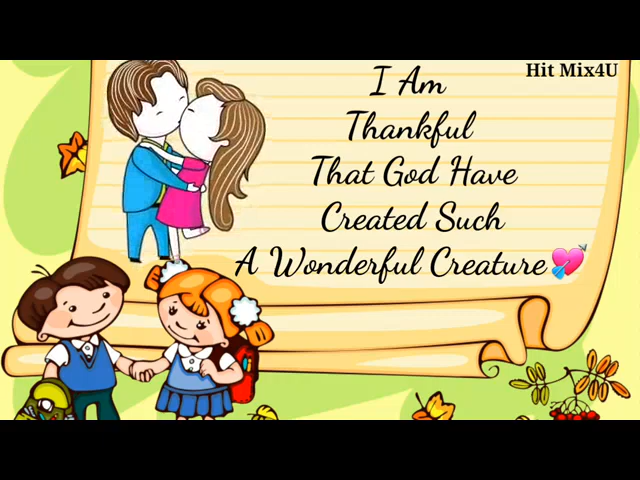 Hit Mix4U
I Am
Thankful
That God Have
Created Such
A Wonderful Creature💘